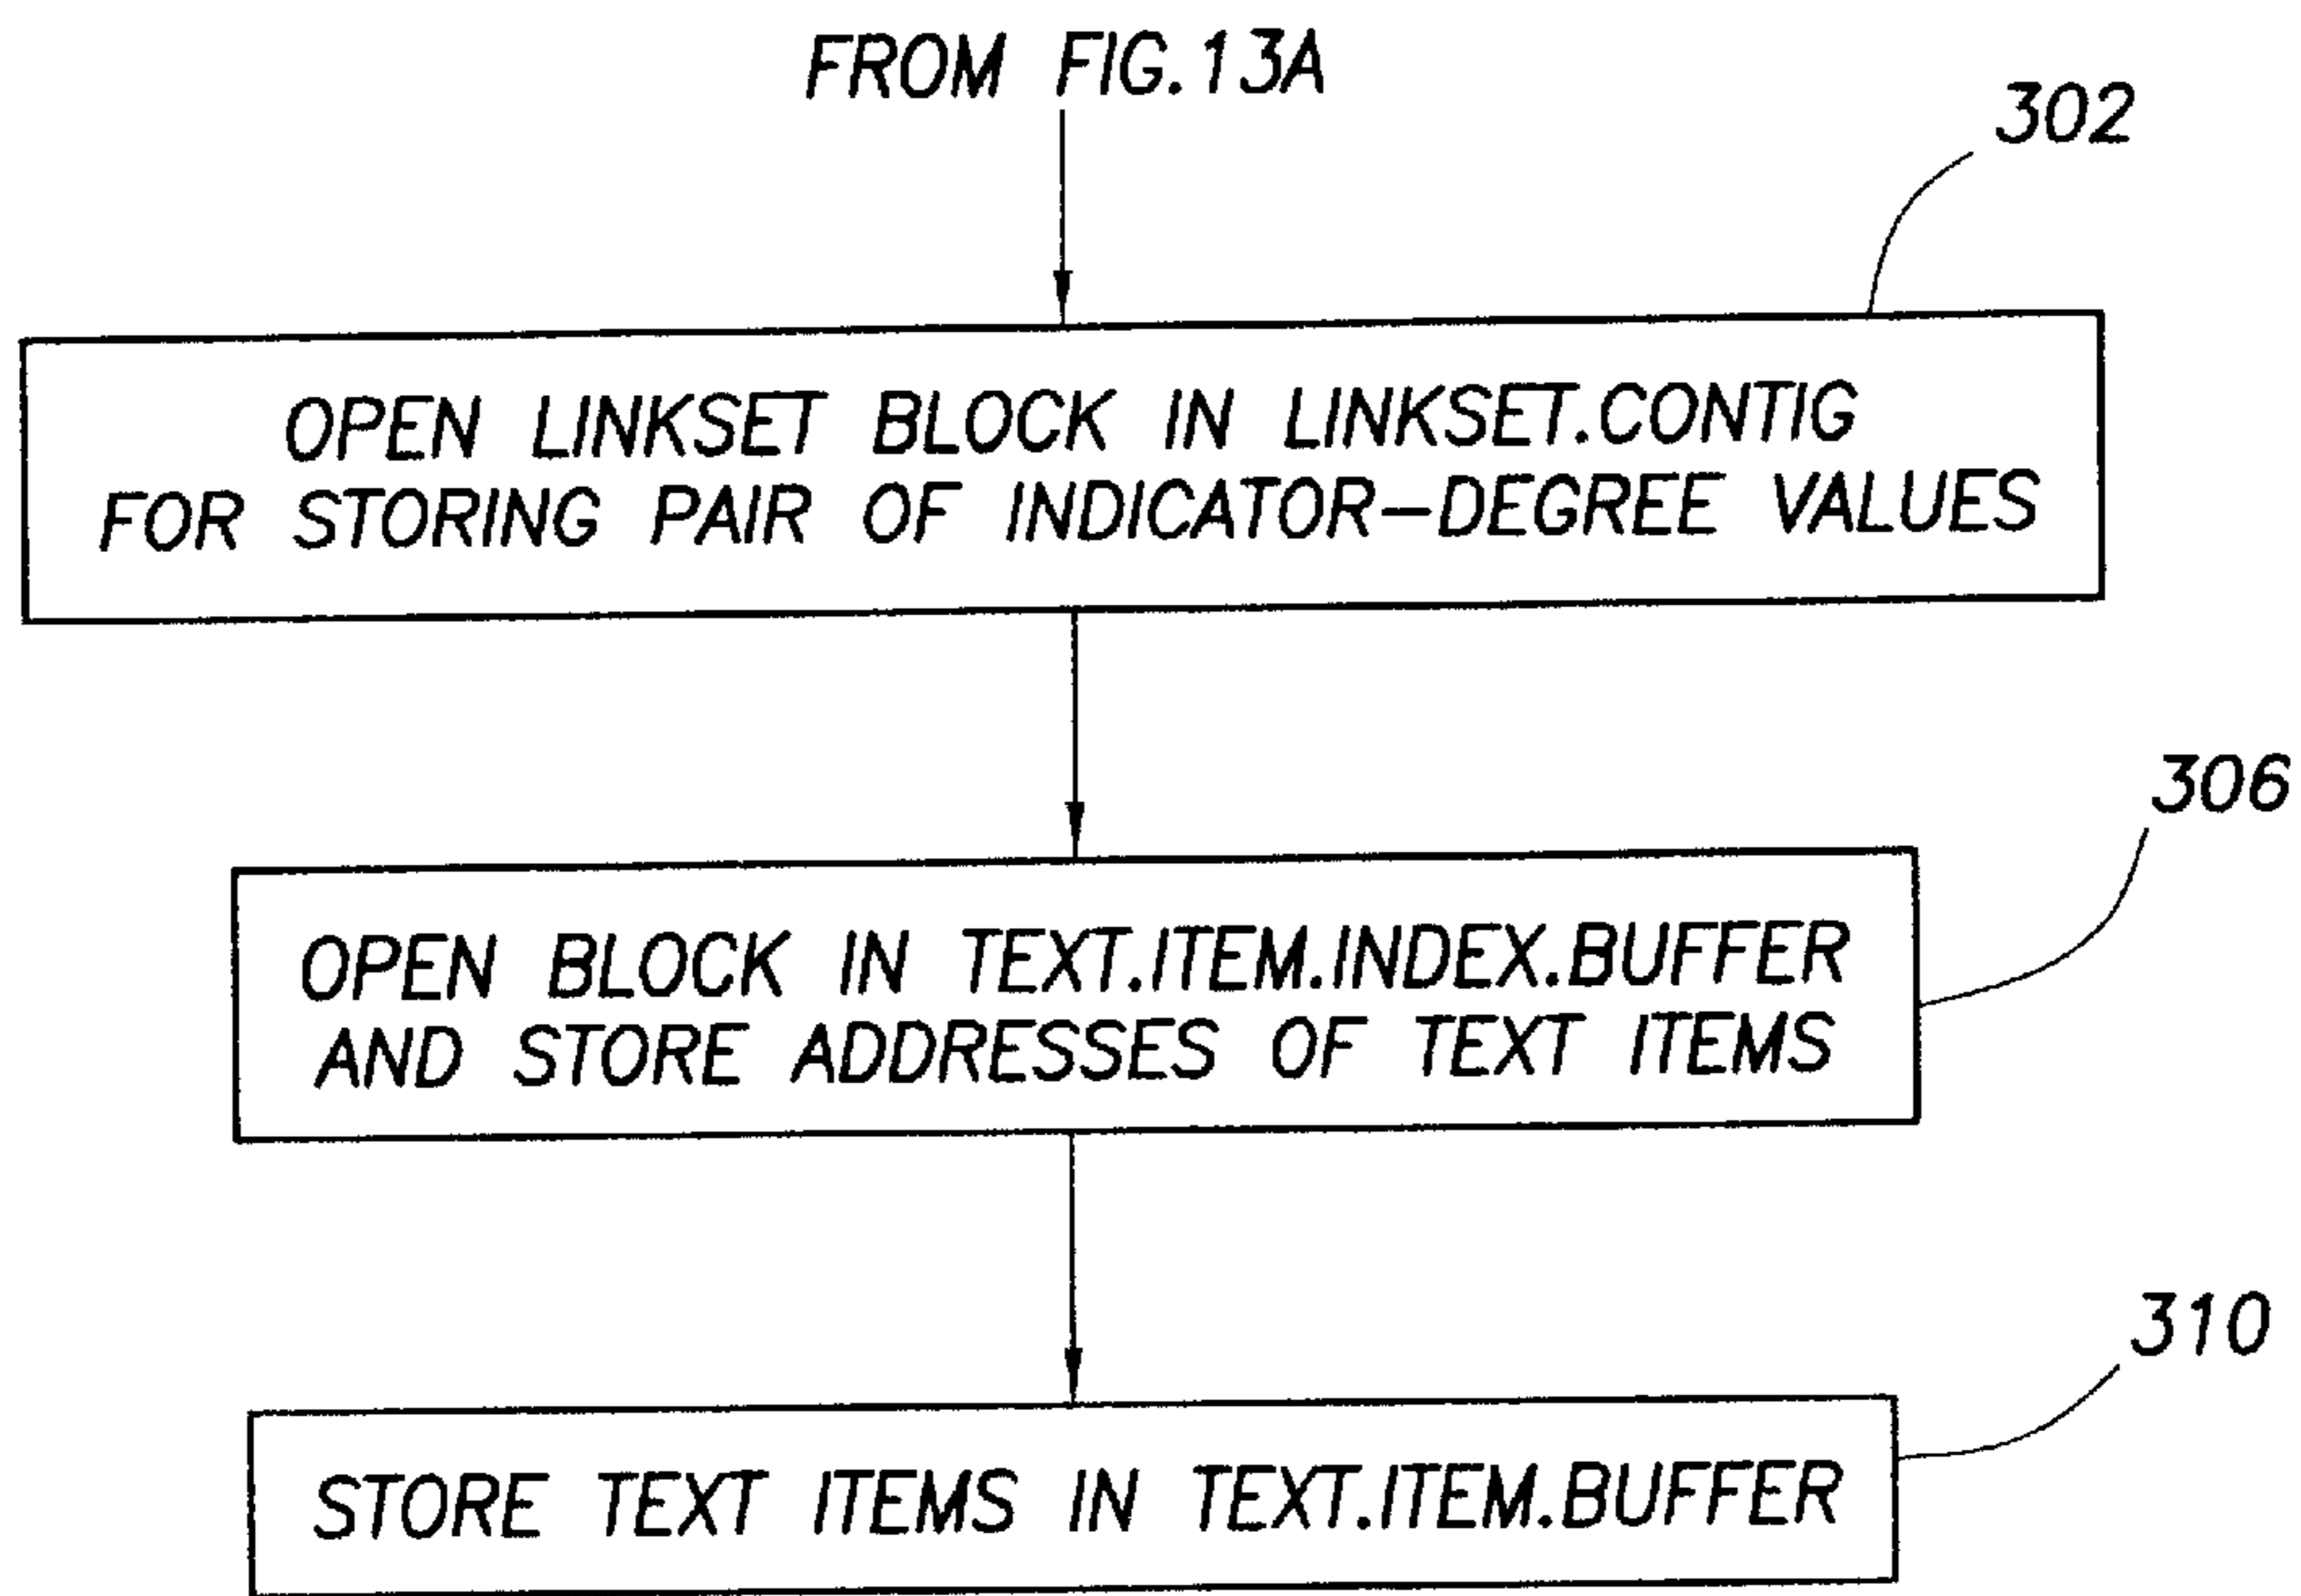 FROM FIG.13A
302
OPEN LINKSET BLOCK IN LINKSET.CONTIG
FOR STORING PAIR OF INDICATOR-DEGREE VALUES
306
OPEN BLOCK IN TEXT.ITEM.INDEX.BUFFER
AND STORE ADDRESSES OF TEXT ITEMS
310
STORE TEXT ITEMS IN TEXT.ITEM.BUFFER